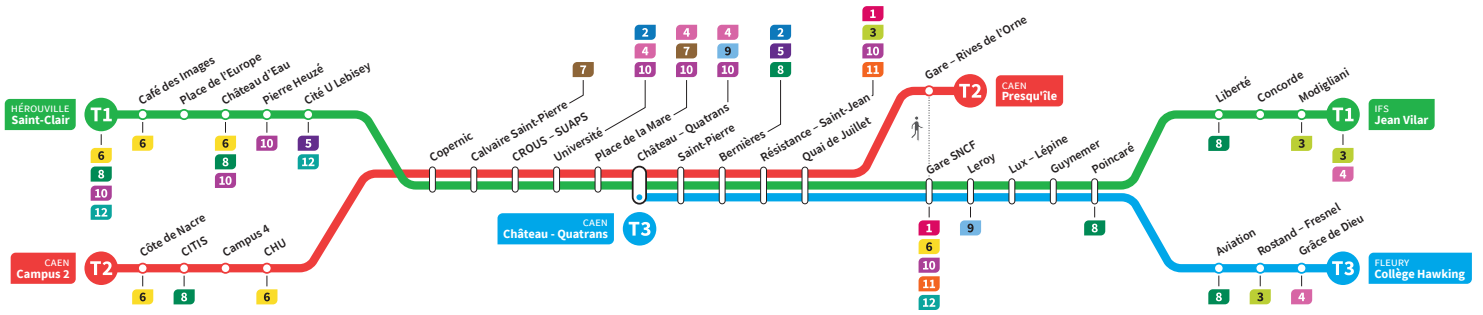 HÉROUVILLE
Saint-Clair
T1
6
8
10
12
Café des Images
6
Place de l'Europe
Château d'Eau
6
8
10
Pierre Heuzé
10
Cité U Lebisey
5
12
CAEN
Campus 2
T2
Côte de Nacre
6
CITIS
8
Campus 4
CHU
6
Copernic
Calvaire Saint-Pierre
7
CROUS – SUAPS
Université
2
4
10
Place de la Mare
4
7
10
Château – Quatrans
4
9
10
CAEN
Château - Quatrans
T3
Saint-Pierre
Bernières
2
5
8
Résistance – Saint-Jean
1
3
10
11
Quai de Juillet
Gare – Rives de l'Orne
T2
CAEN
Presqu'île
Gare SNCF
1
6
10
11
12
Leroy
9
Lux – Lépine
Guynemer
Poincaré
8
Liberté
8
Concorde
Modigliani
3
T1
3
4
IFS
Jean Vilar
Aviation
8
Rostand – Fresnel
3
Grâce de Dieu
4
T3
FLEURY
Collège Hawking